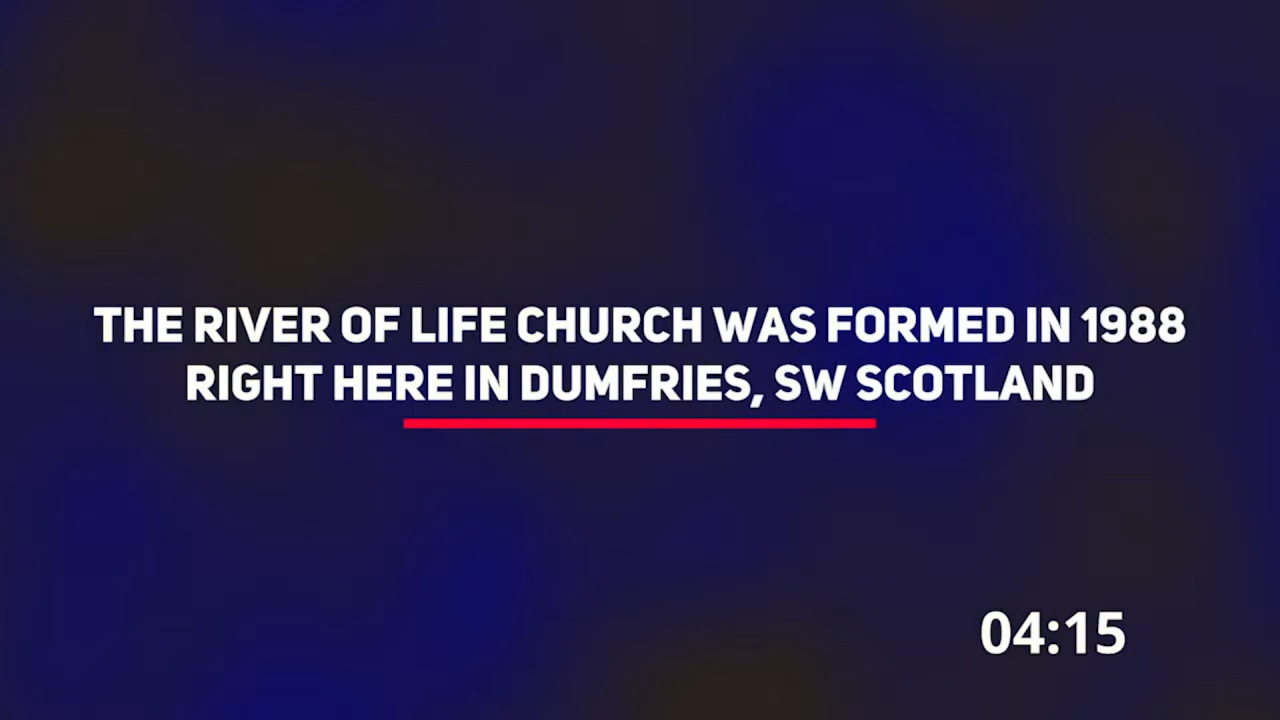 THE RIVER OF LIFE CHURCH WAS FORMED IN 1988
RIGHT HERE IN DUMFRIES, SW SCOTLAND
04:15